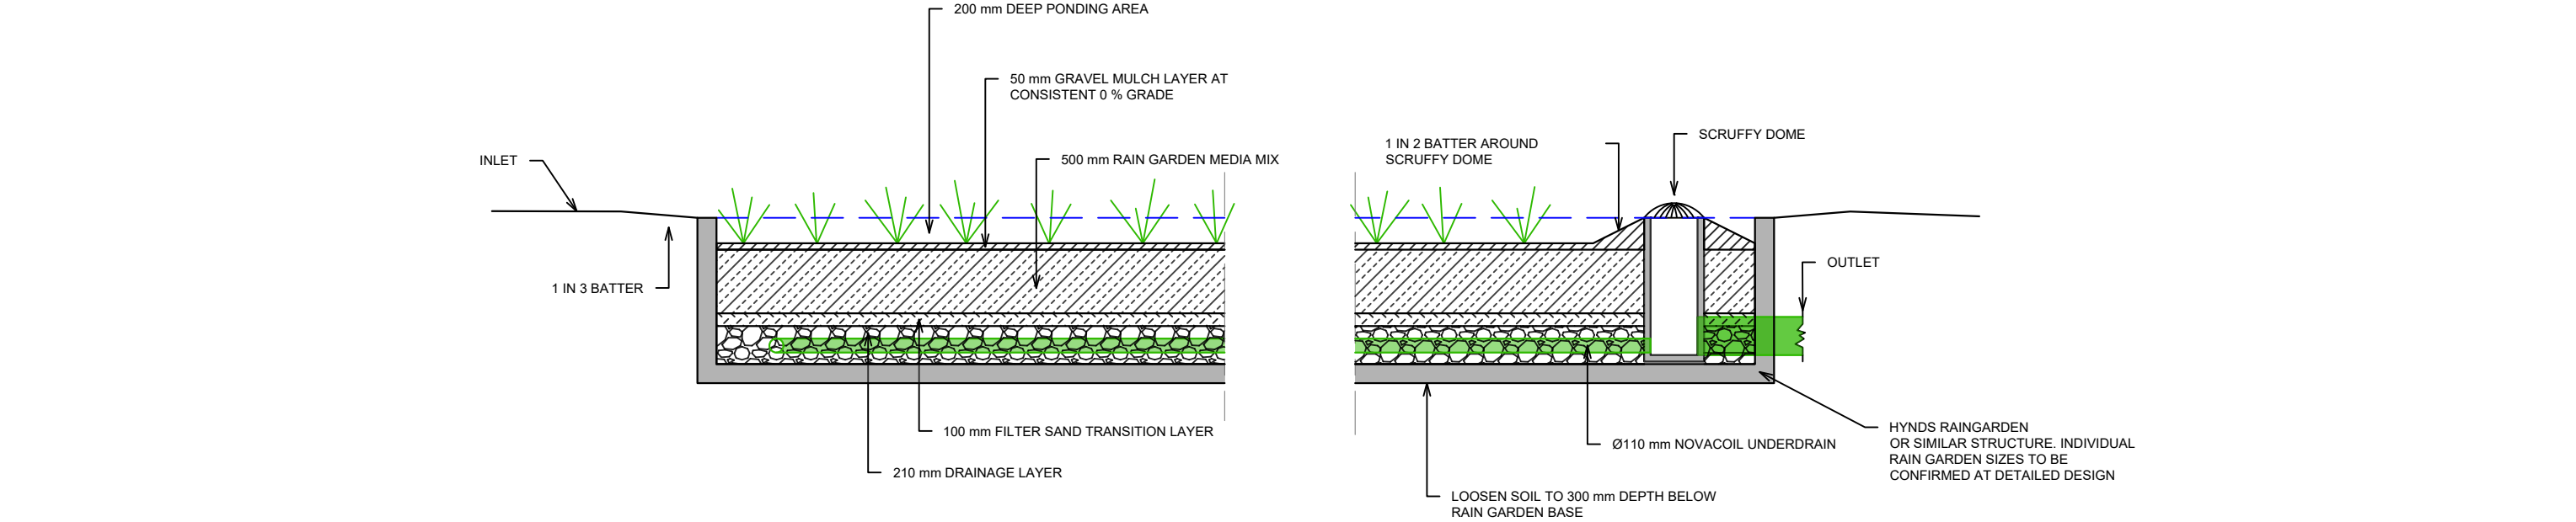 200 mm DEEP PONDING AREA
50 mm GRAVEL MULCH LAYER AT
CONSISTENT 0 % GRADE
500 mm RAIN GARDEN MEDIA MIX
INLET
1 IN 3 BATTER
1 IN 2 BATTER AROUND
SCRUFFY DOME
SCRUFFY DOME
OUTLET
100 mm FILTER SAND TRANSITION LAYER
210 mm DRAINAGE LAYER
Ø110 mm NOVACOIL UNDERDRAIN
HYNDS RAINGARDEN
OR SIMILAR STRUCTURE. INDIVIDUAL
RAIN GARDEN SIZES TO BE
CONFIRMED AT DETAILED DESIGN
LOOSEN SOIL TO 300 mm DEPTH BELOW
RAIN GARDEN BASE